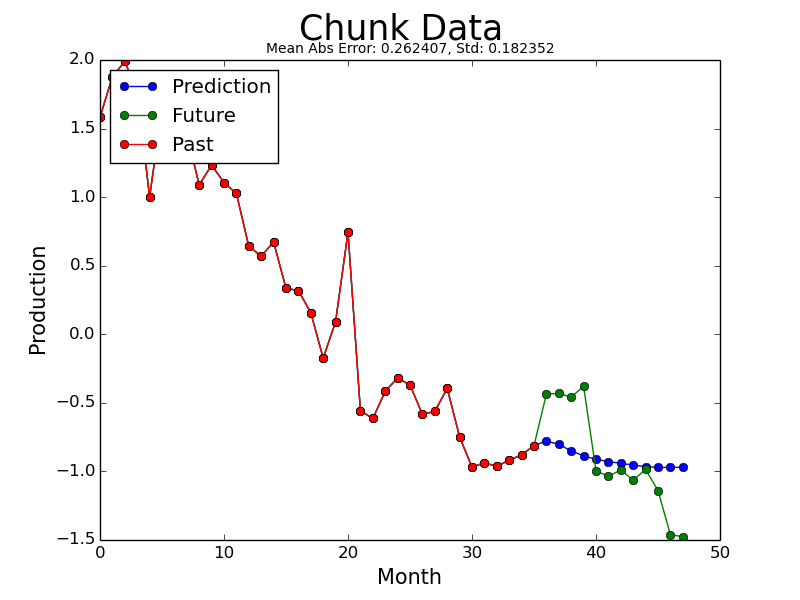 Chunk Data
Mean Abs Error: 0.262407, Std: 0.182352
Prediction
Future
Past
2.0
1.5
1.0
0.5
0.0
−0.5
−1.0
−1.5
Production
0 10 20 30 40 50
Month